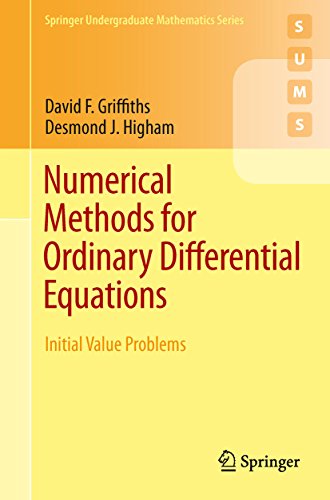 Springer Undergraduate Mathematics Series
S
U
M
S
David F. Griffiths
Desmond J. Higham
Numerical
Methods for
Ordinary Differential
Equations
Initial Value Problems
Springer